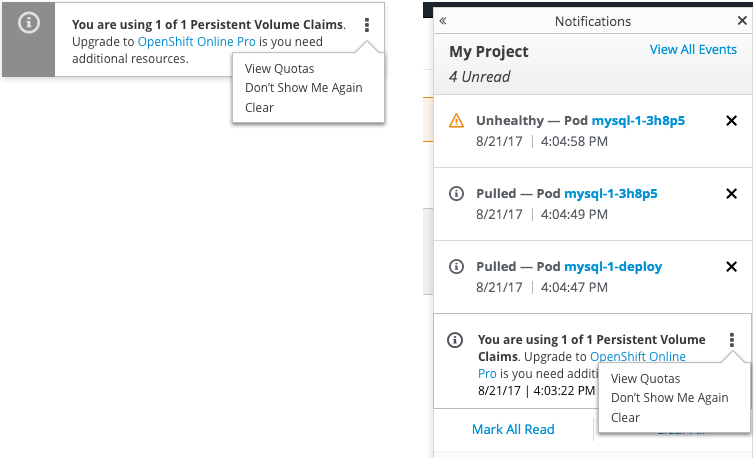 You are using 1 of 1 Persistent Volume Claims.
Upgrade to OpenShift Online Pro is you need
additional resources.
View Quotas
Don't Show Me Again
Clear
Notifications
My Project
View All Events
4 Unread
Unhealthy — Pod mysql-1-3h8p5
8/21/17 | 4:04:58 PM
Pulled — Pod mysql-1-3h8p5
8/21/17 | 4:04:49 PM
Pulled — Pod mysql-1-deploy
8/21/17 | 4:04:47 PM
You are using 1 of 1 Persistent Volume
Claims. Upgrade to OpenShift Online
Pro is you need
8/21/17 | 4:03:22 PM
View Quotas
Don't Show Me Again
Clear
Mark All Read